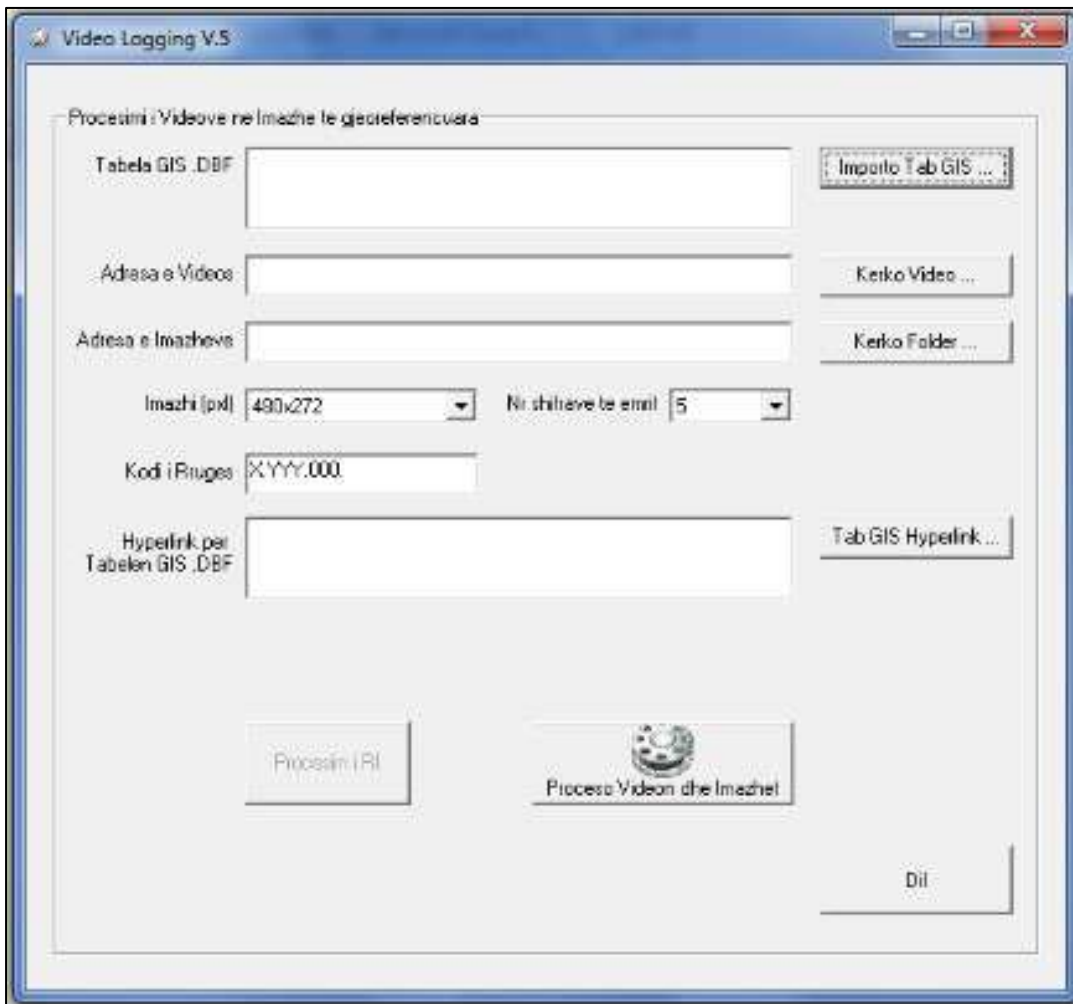 Video Logging V.5
Procesimi i Videove ne Imazhe te gjeoreferencuara
Tabela GIS .DBF
Importo Tab GIS ...
Adresa e Videos
Kerko Video ...
Adresa e Imazheve
Kerko Folder ...
Imazhi (pxl) 480x272 Nr shifrave te emrit 5
Kodi i Rruges X.YYY.000.
Hyperlink per
Tabelen GIS .DBF
Tab GIS Hyperlink ...
Procesim i Ri
Proceso Videon dhe Imazhet
Dil